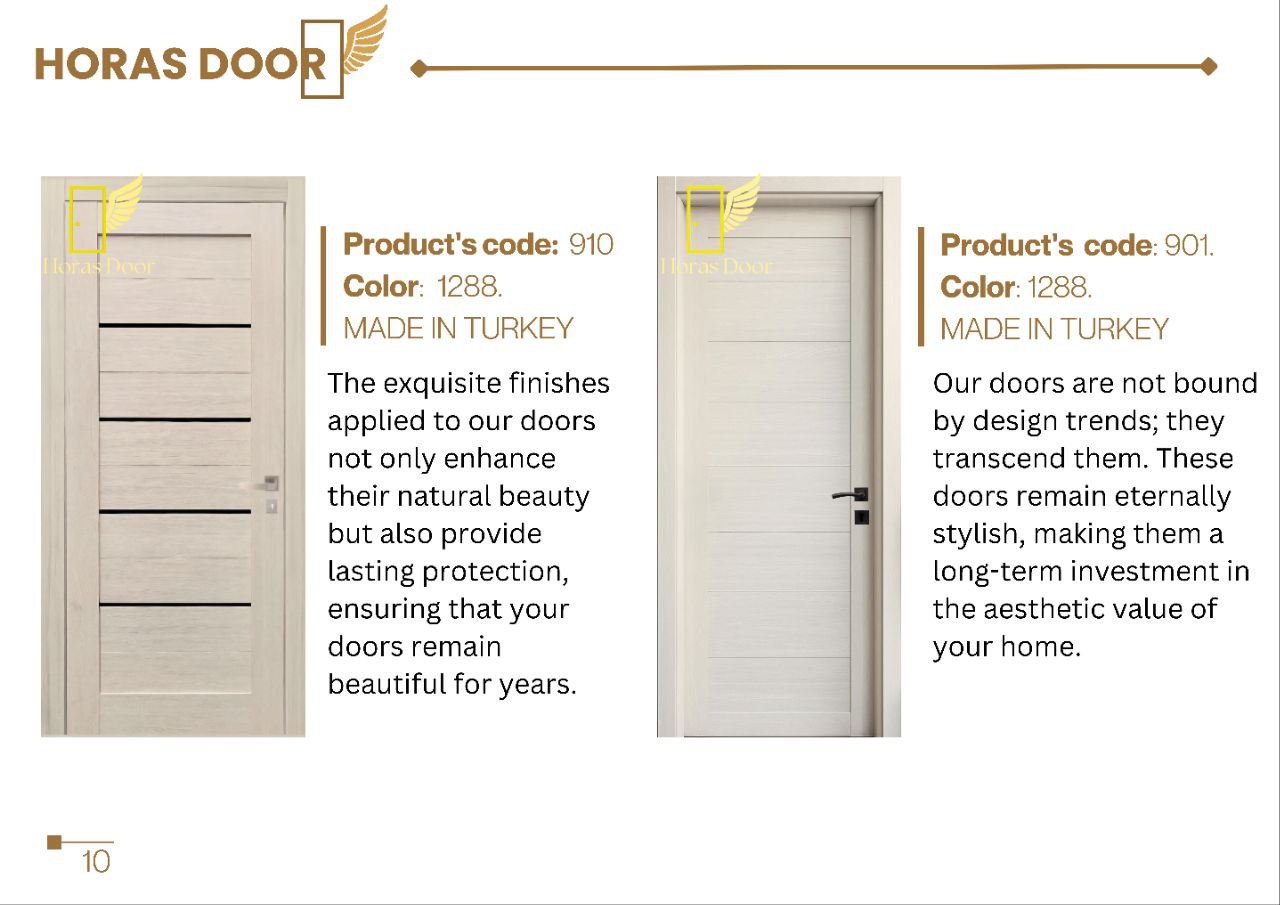 HORAS DOOR
Horas Door
Product's code: 910
Color: 1288.
MADE IN TURKEY
The exquisite finishes
applied to our doors
not only enhance
their natural beauty
but also provide
lasting protection,
ensuring that your
doors remain
beautiful for years.
Horas Door
Product's code: 901.
Color: 1288.
MADE IN TURKEY
Our doors are not bound
by design trends; they
transcend them. These
doors remain eternally
stylish, making them a
long-term investment in
the aesthetic value of
your home.
10